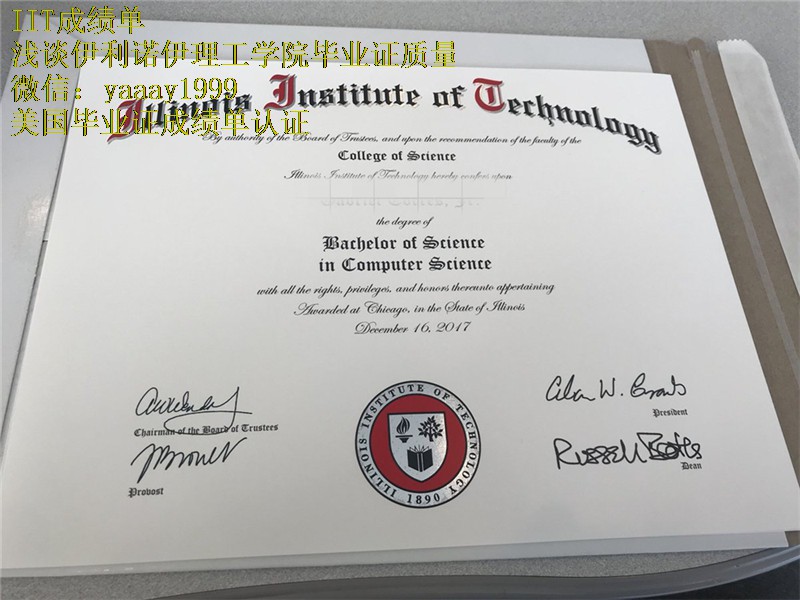 IIT成绩单
浅谈伊利诺伊理工学院毕业证质量
微信：yaaay1999
美国毕业证成绩单认证
Illinois Institute of Technology
By authority of the Board of Trustees, and upon the recommendation of the faculty of the
College of Science
Illinois Institute of Technology hereby confers upon
the degree of
Bachelor of Science
in Computer Science
with all the rights, privileges, and honors thereunto appertaining
Awarded at Chicago, in the State of Illinois
December 16, 2017
Chairman of the Board of Trustees
President
Provost
Dean
ILLINOIS INSTITUTE OF TECHNOLOGY
1890